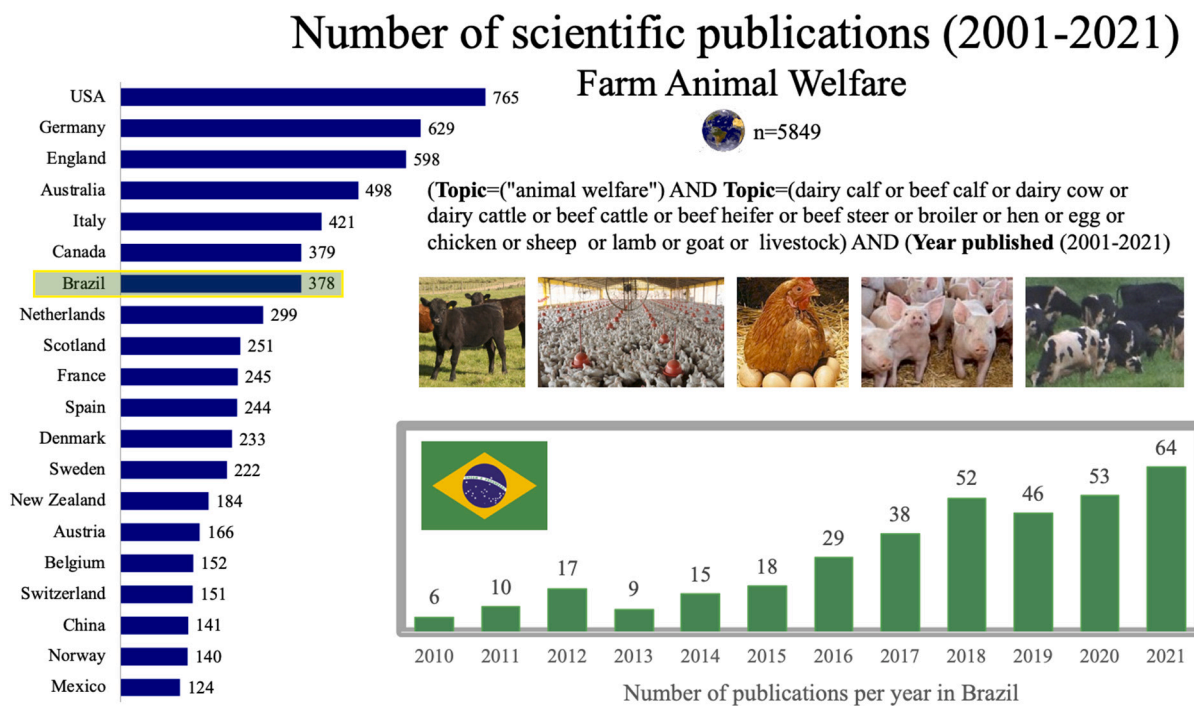 Number of scientific publications (2001-2021)
Farm Animal Welfare
n=5849
(Topic=("animal welfare") AND Topic=(dairy calf or beef calf or dairy cow or
dairy cattle or beef cattle or beef heifer or beef steer or broiler or hen or egg or
chicken or sheep or lamb or goat or livestock) AND (Year published (2001-2021)
USA 765
Germany 629
England 598
Australia 498
Italy 421
Canada 379
Brazil 378
Netherlands 299
Scotland 251
France 245
Spain 244
Denmark 233
Sweden 222
New Zealand 184
Austria 166
Belgium 152
Switzerland 151
China 141
Norway 140
Mexico 124
6 10 17 9 15 18 29 38 52 46 53 64
2010 2011 2012 2013 2014 2015 2016 2017 2018 2019 2020 2021
Number of publications per year in Brazil